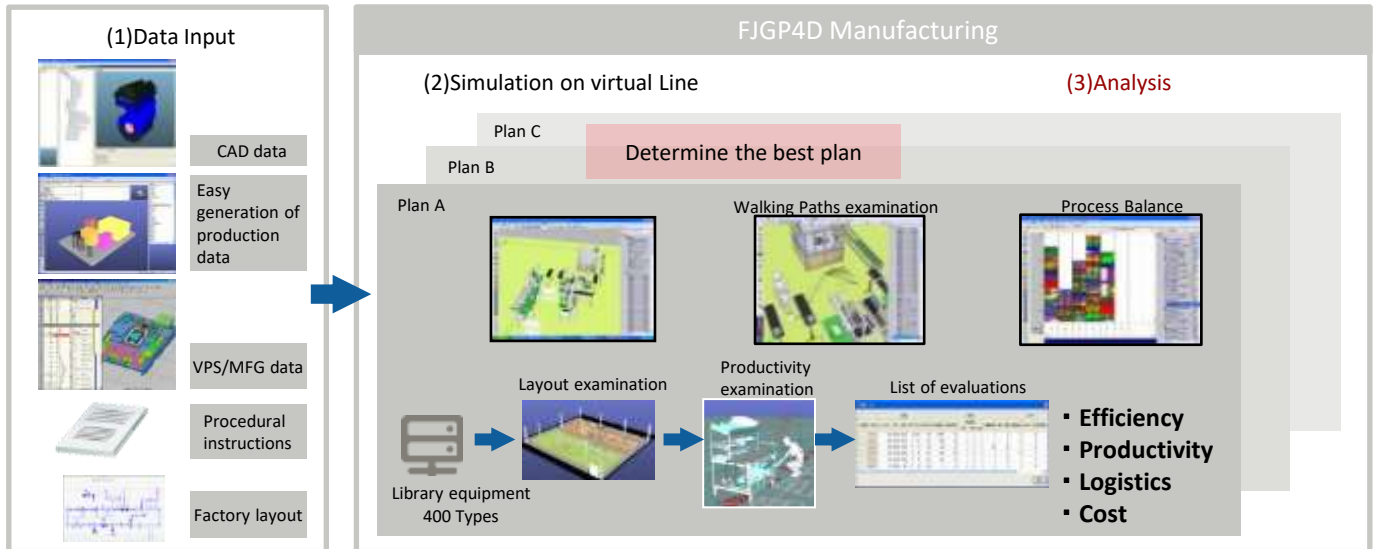 (1)Data Input
CAD data
Easy
generation of
production
data
VPS/MFG data
Procedural
instructions
Factory layout
FJGP4D Manufacturing
(2)Simulation on virtual Line
(3)Analysis
Plan C
Determine the best plan
Plan B
Plan A
Walking Paths examination
Process Balance
Layout examination
Productivity
examination
List of evaluations
Library equipment
400 Types
・Efficiency
・Productivity
・Logistics
・Cost